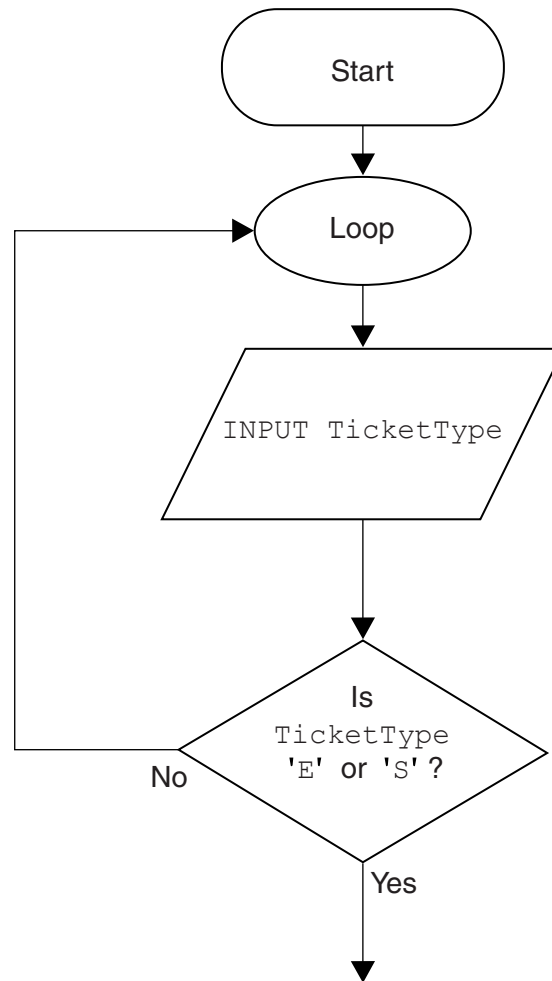 Start
Loop
INPUT TicketType
Is
TicketType
'E' or 'S' ?
No
Yes